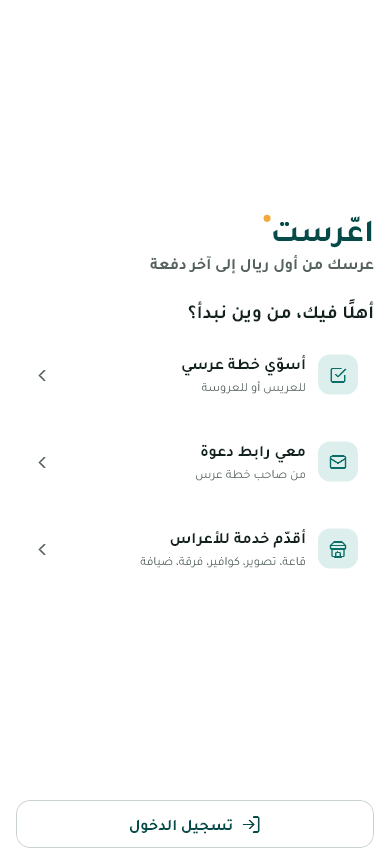 اعّرست
عرسك من أول ريال إلى آخر دفعة
أهلًا فيك، من وين نبدأ؟
أسوّي خطة عرسي
للعريس أو للعروسة
معي رابط دعوة
من صاحب خطة عرس
أقدّم خدمة للأعراس
قاعة، تصوير، كوافير، فرقة، ضيافة
تسجيل الدخول